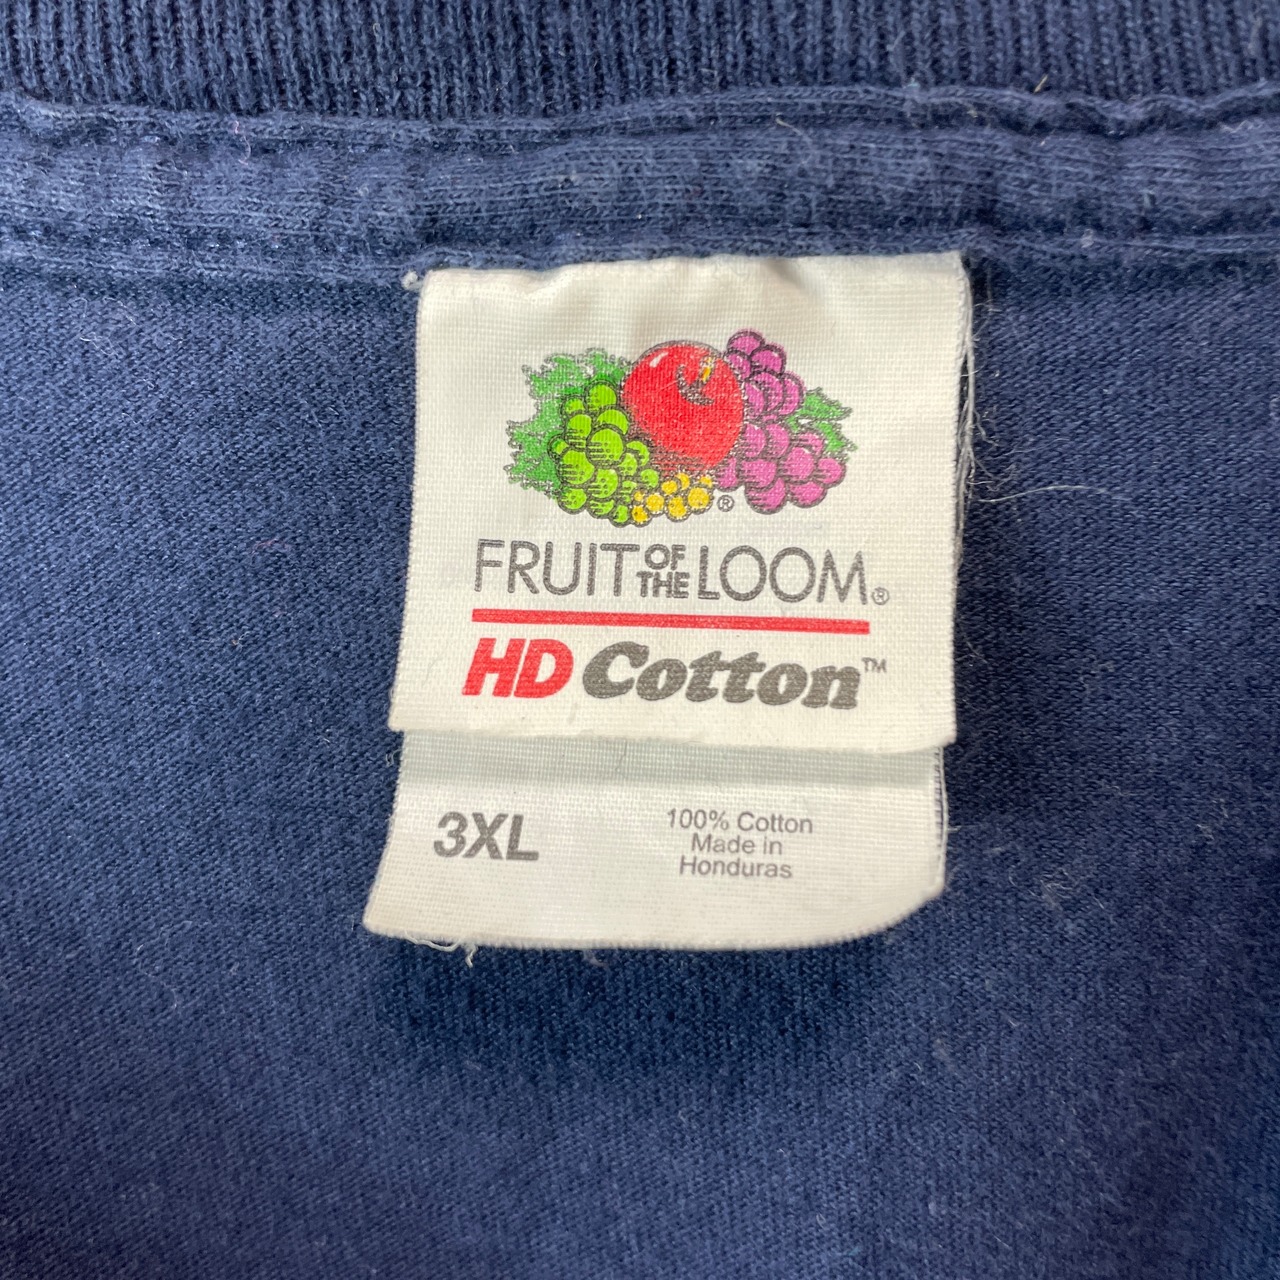 ®
FRUIT OF THE LOOM®
HD Cotton™
3XL
100% Cotton
Made in
Honduras